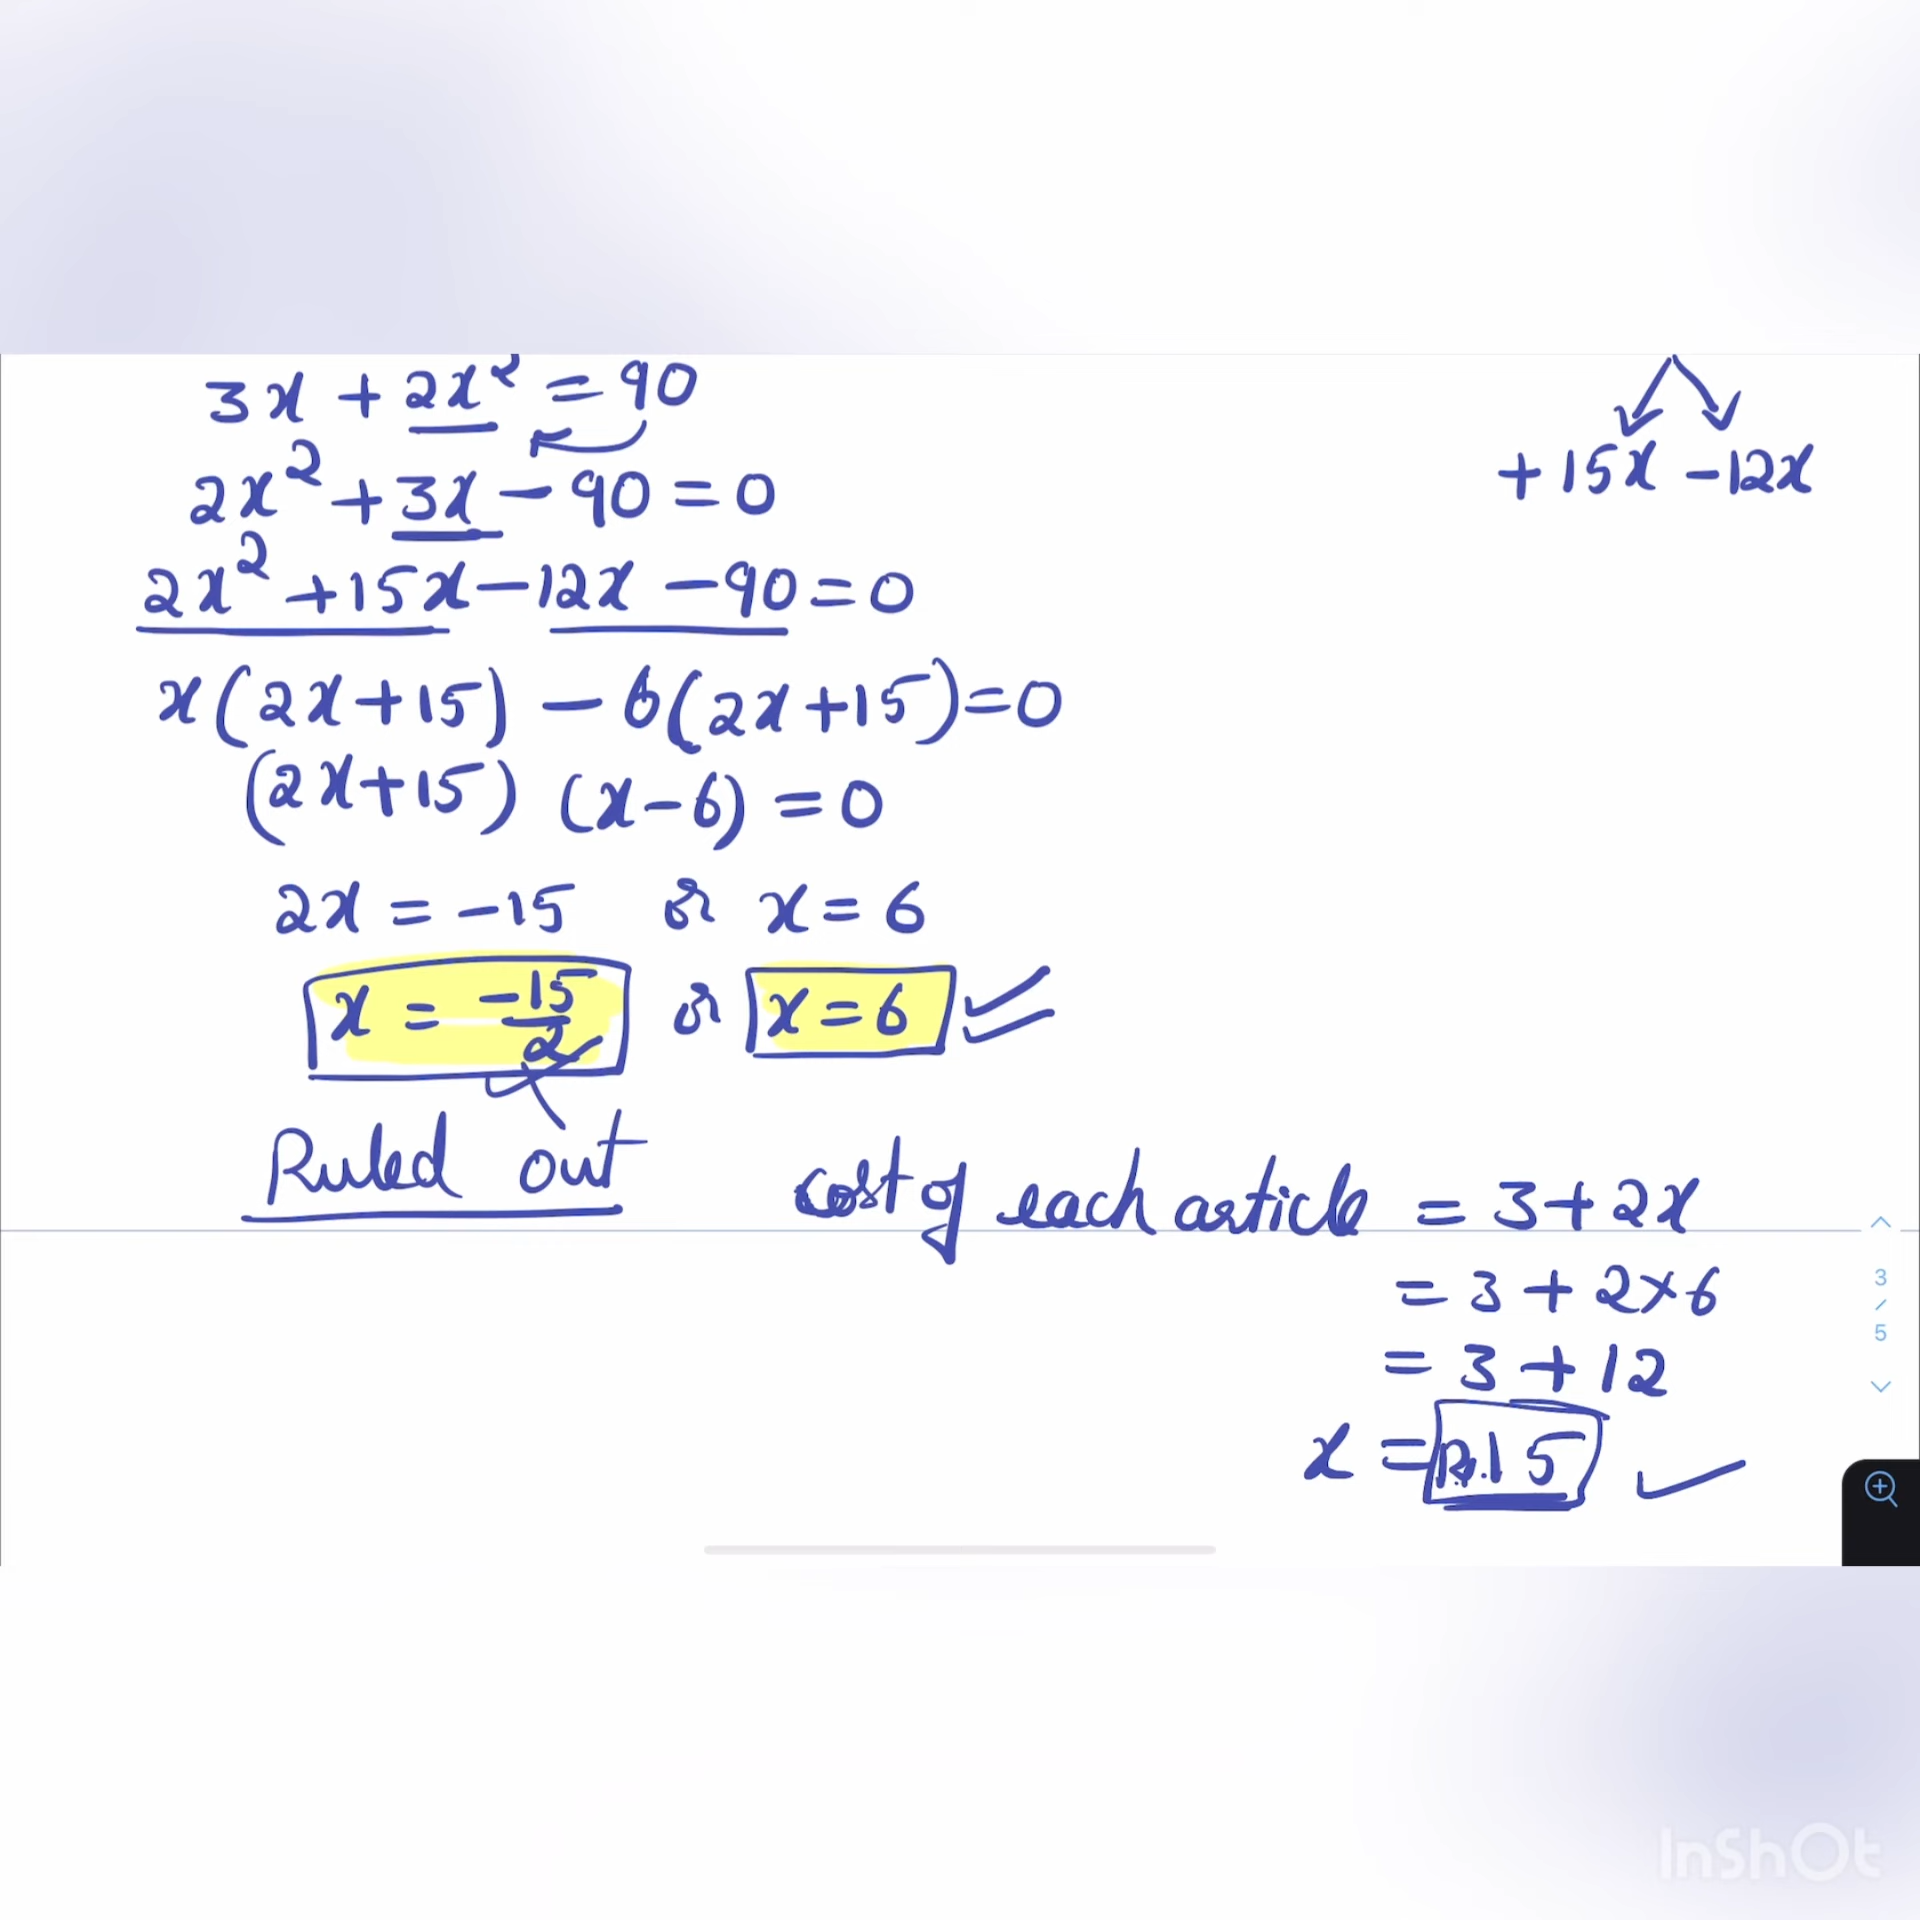 3x + 2x² = 90
+15x -12x
2x² + 3x - 90 = 0
2x² + 15x - 12x - 90 = 0
x(2x+15) - 6(2x+15) = 0
(2x+15) (x-6) = 0
2x = -15 or x = 6
x = -15/2 or x = 6
Ruled out
cost of each article = 3+2x
= 3 + 2×6
= 3 + 12
x = Rs.15
3
/
5
InShOt